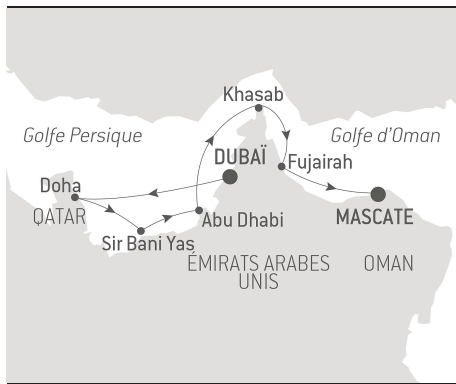 Khasab
Golfe Persique
Golfe d'Oman
DUBAÏ
Fujairah
Doha
QATAR
Abu Dhabi
MASCATE
Sir Bani Yas
ÉMIRATS ARABES
UNIS
OMAN